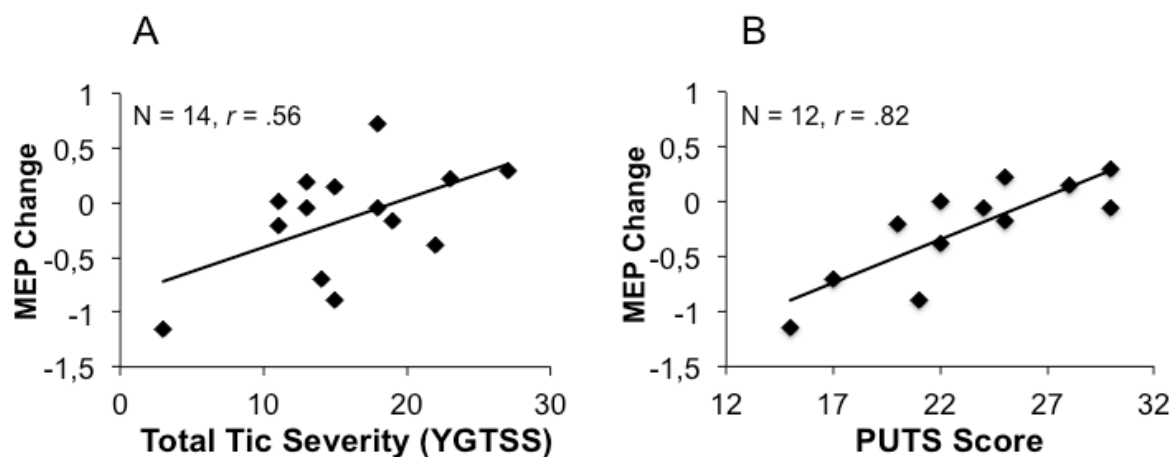 A
N = 14, r = .56
1
0,5
0
-0,5
-1
-1,5
MEP Change
0
10
20
30
Total Tic Severity (YGTSS)
B
N = 12, r = .82
1
0,5
0
-0,5
-1
-1,5
MEP Change
12
17
22
27
32
PUTS Score